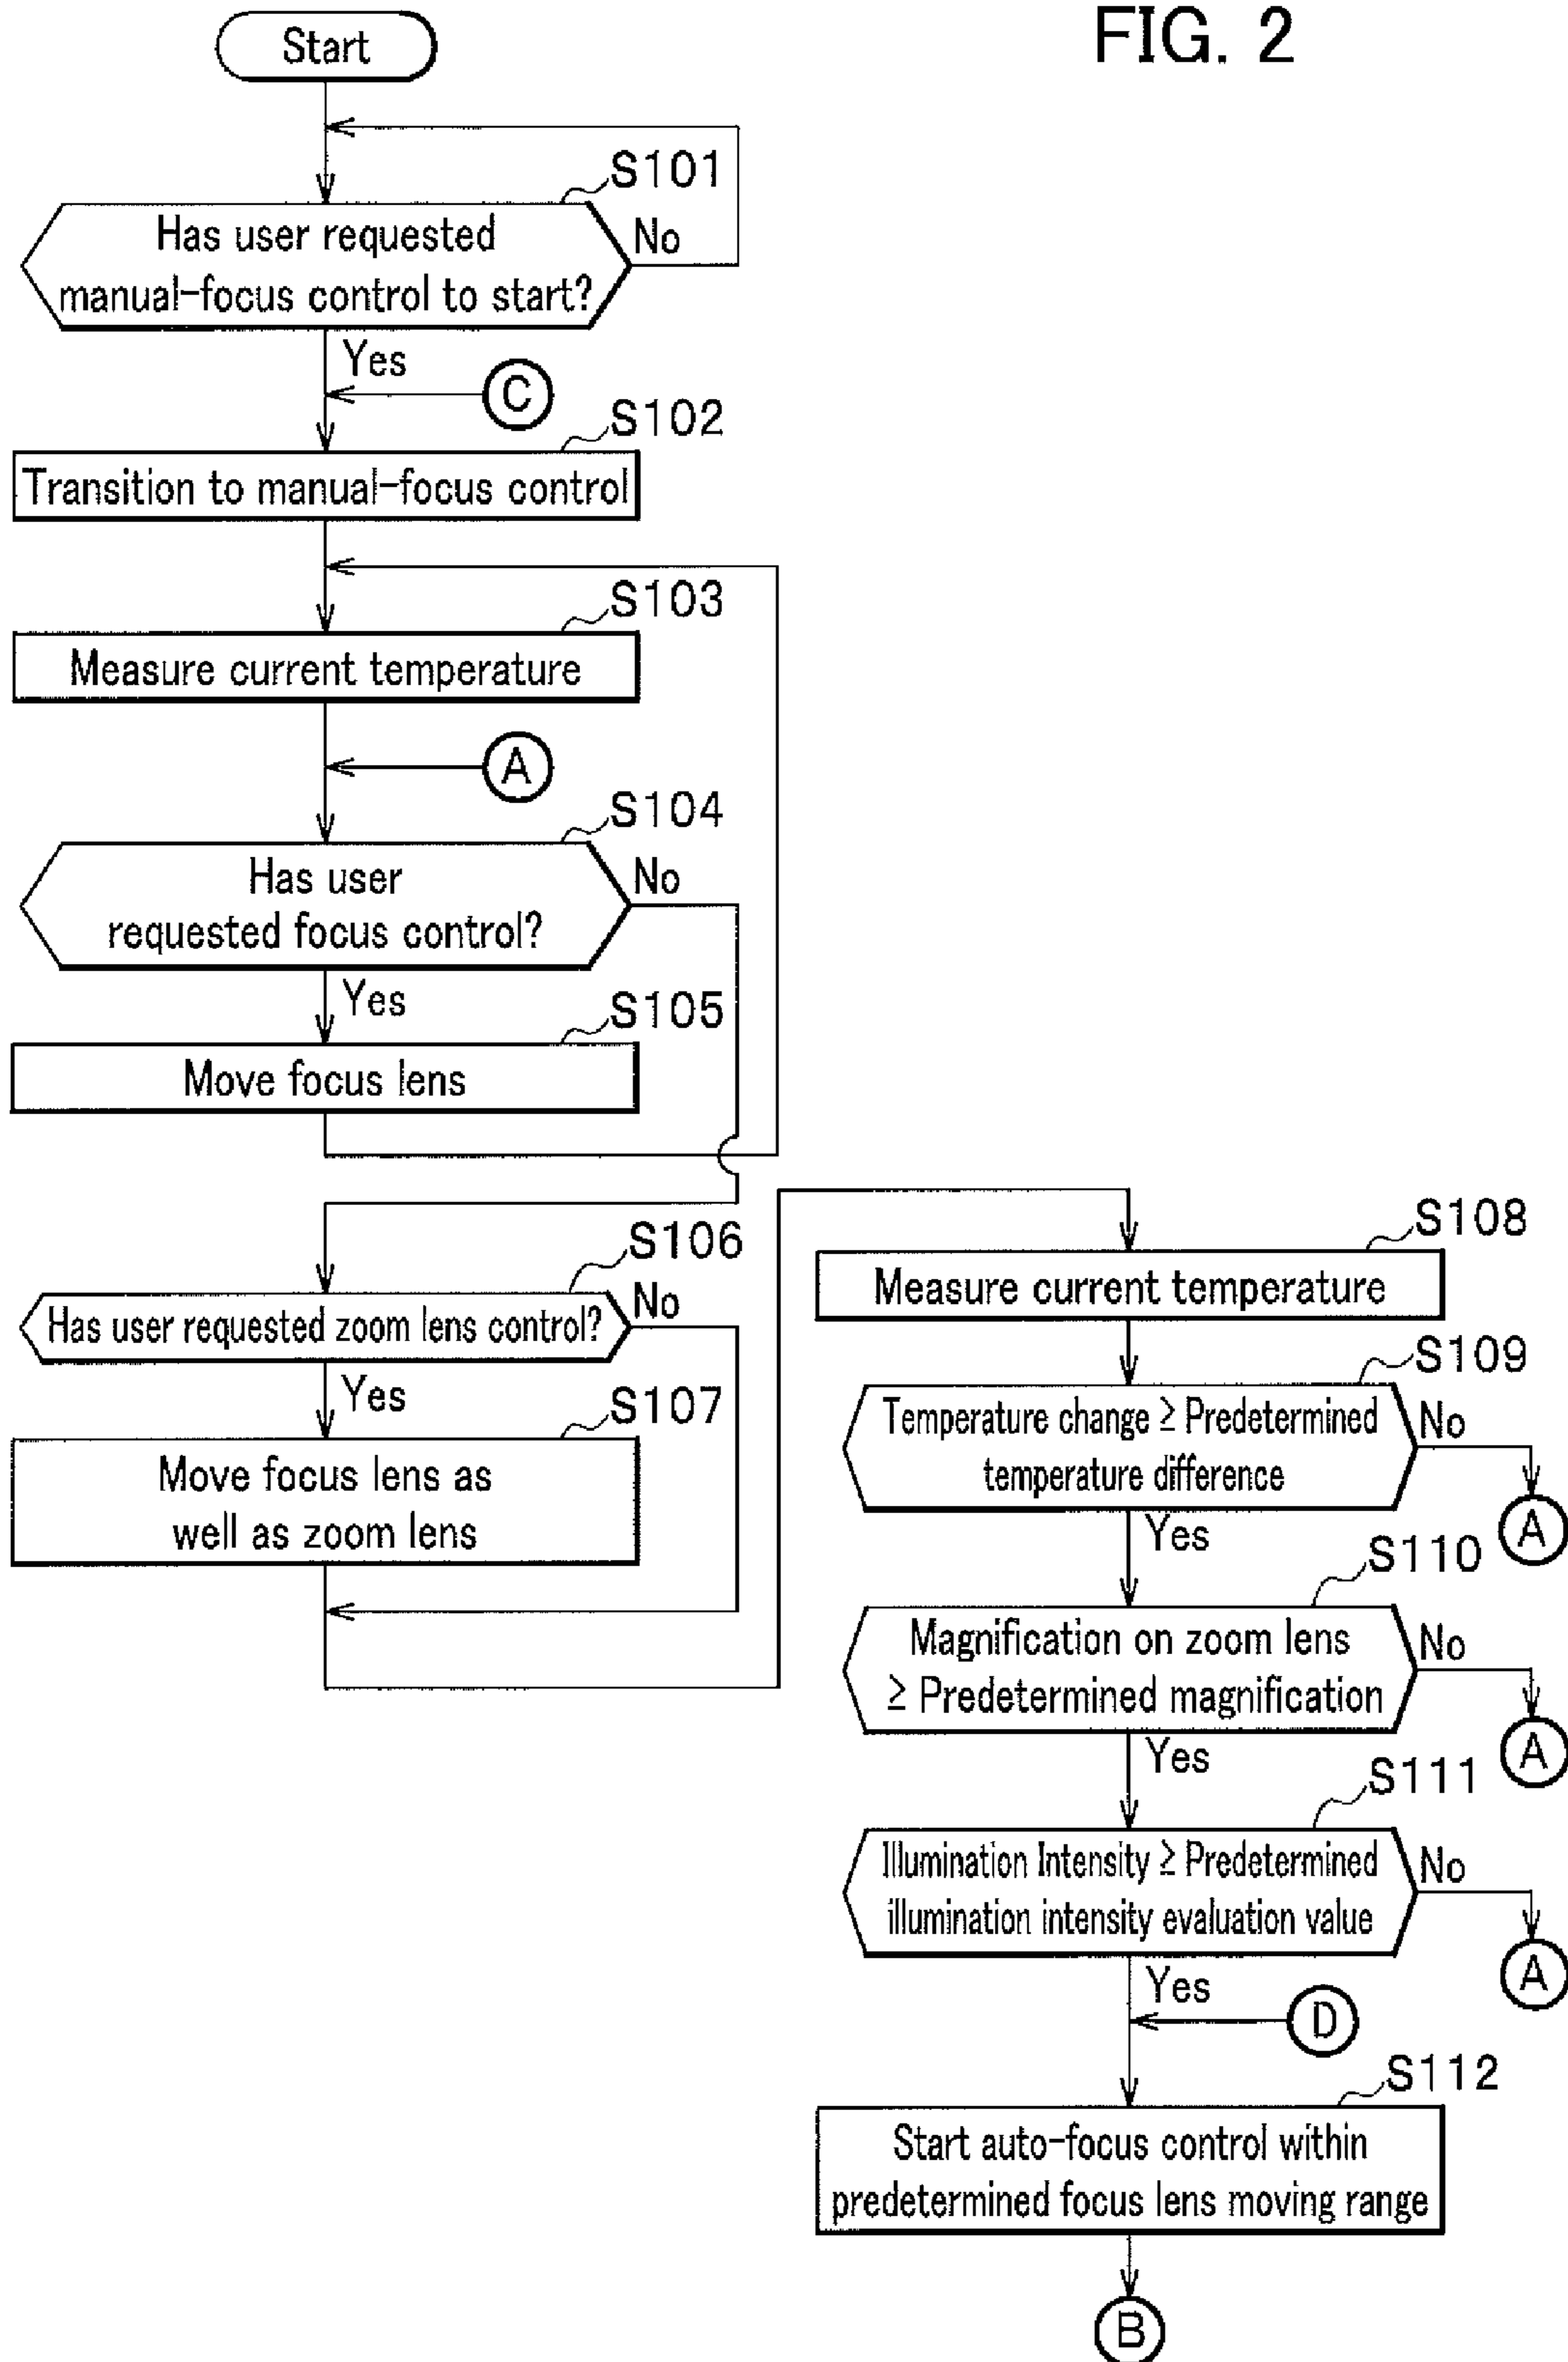 FIG. 2
Start
S101
Has user requested
manual-focus control to start?
No
Yes
C
S102
Transition to manual-focus control
S103
Measure current temperature
A
S104
Has user
requested focus control?
No
Yes
S105
Move focus lens
S106
Has user requested zoom lens control?
No
Yes
S107
Move focus lens as
well as zoom lens
S108
Measure current temperature
S109
Temperature change ≧ Predetermined
temperature difference
No
A
Yes
S110
Magnification on zoom lens
≧ Predetermined magnification
No
A
Yes
S111
Illumination Intensity ≧ Predetermined
illumination intensity evaluation value
No
A
Yes
D
S112
Start auto-focus control within
predetermined focus lens moving range
B